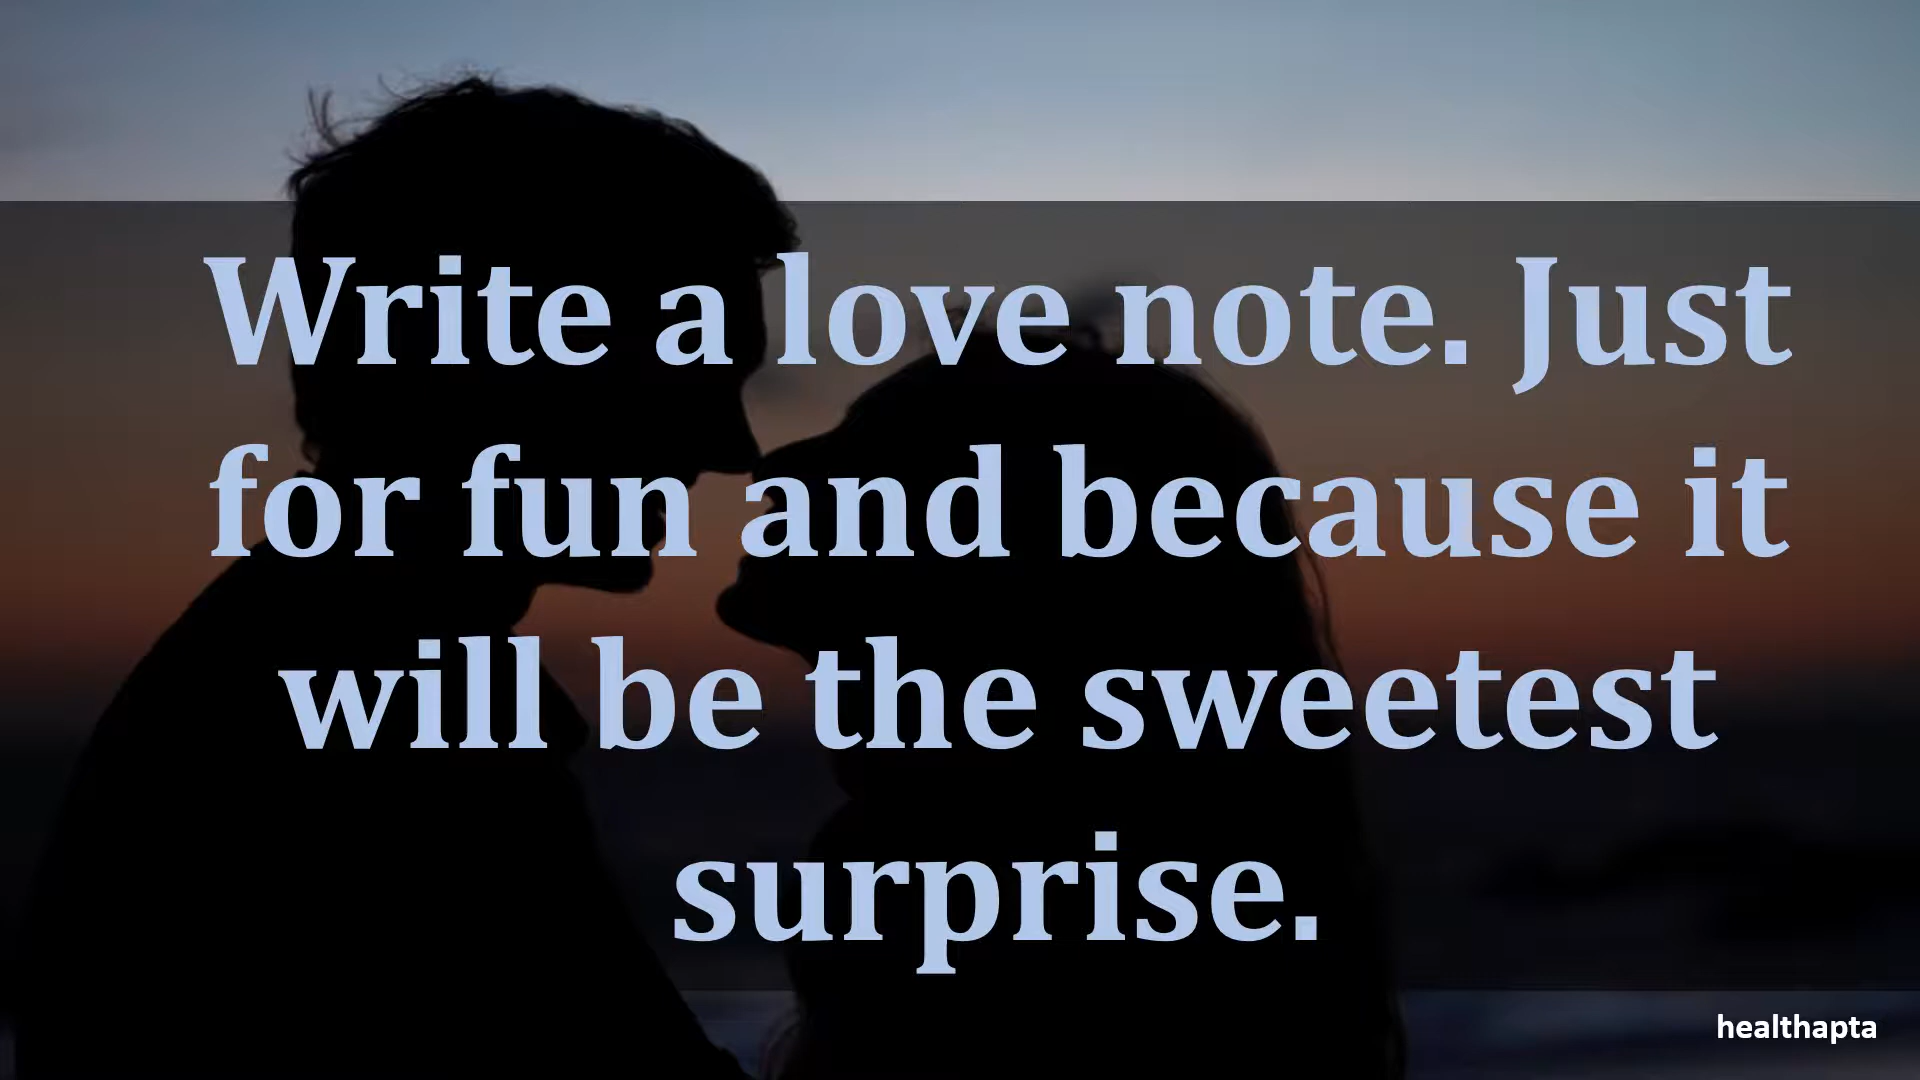 Write a love note. Just
for fun and because it
will be the sweetest
surprise.
healthapta